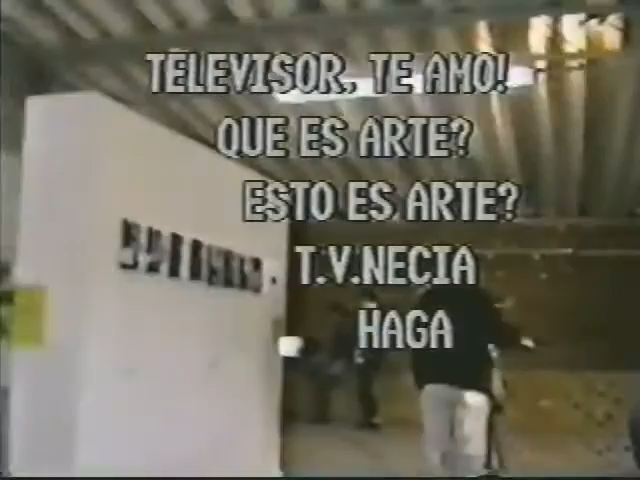 TELEVISOR, TE AMO!
QUE ES ARTE?
ESTO ES ARTE?
T.V.NECIA
HAGA